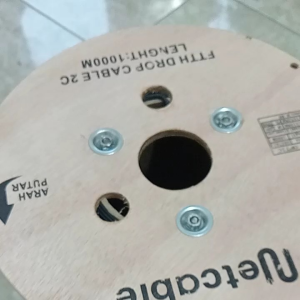 FTTH DROP CABLE 2C
LENGHT:1000M
ARAH
PUTAR
Netcable